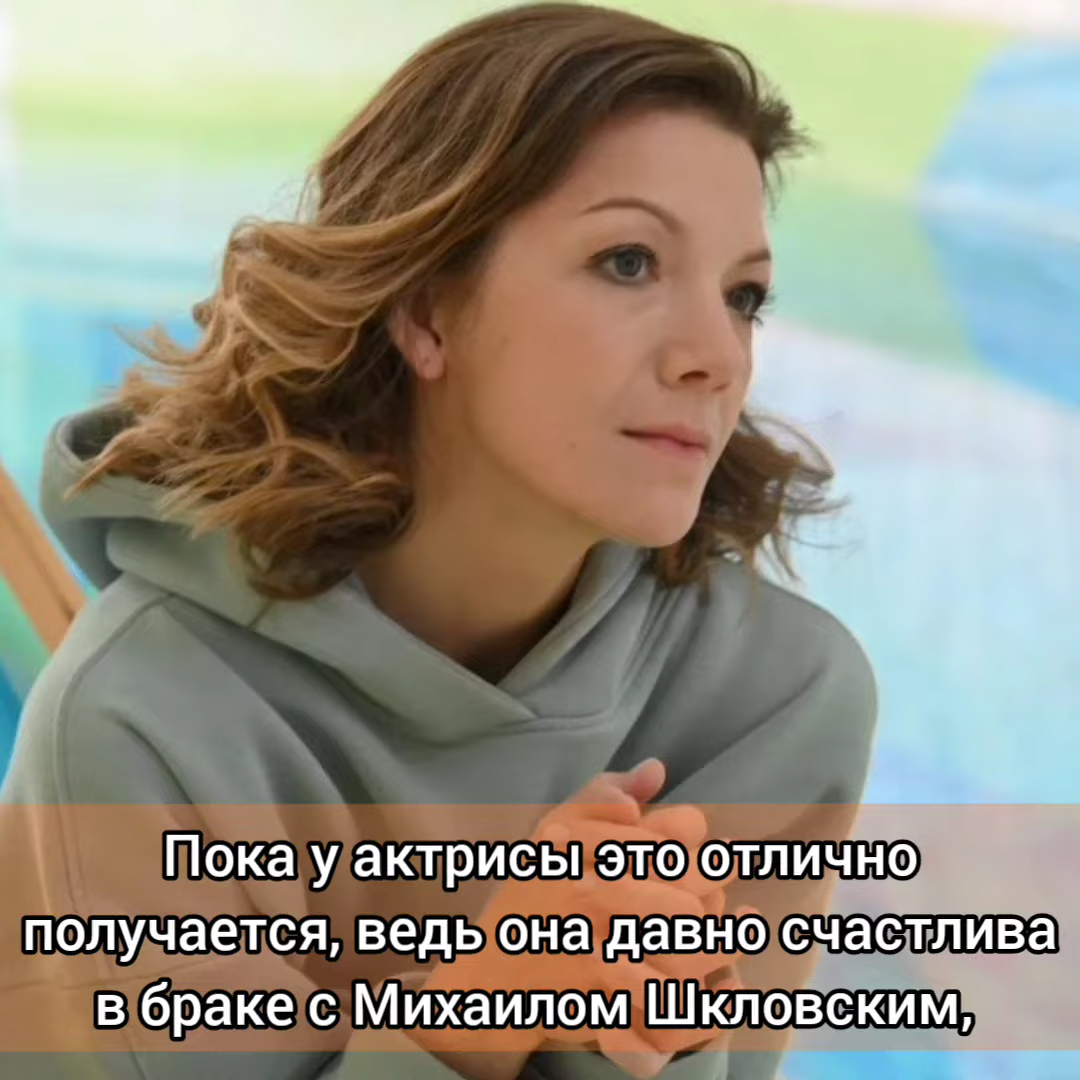 Пока у актрисы это отлично
получается, ведь она давно счастлива
в браке с Михаилом Шкловским,